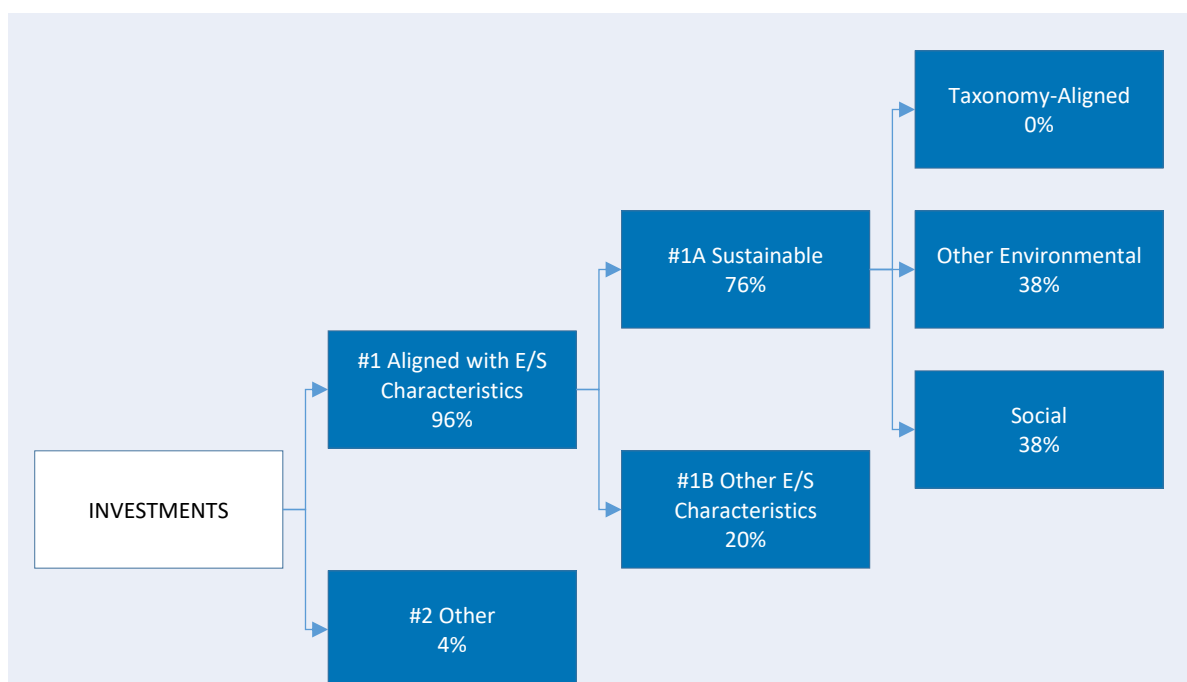 INVESTMENTS
#1 Aligned with E/S
Characteristics
96%
#2 Other
4%
#1A Sustainable
76%
#1B Other E/S
Characteristics
20%
Taxonomy-Aligned
0%
Other Environmental
38%
Social
38%